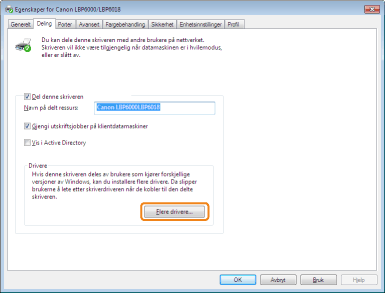 Egenskaper for Canon LBP6000/LBP6018
Generelt Deling Porter Avansert Fargebehandling Sikkerhet Enhetsinnstillinger Profil
Du kan dele denne skriveren med andre brukere på nettverket.
Skriveren vil ikke være tilgjengelig når datamaskinen er i hvilemodus,
eller er slått av.
Del denne skriveren
Navn på delt ressurs: Canon LBP6000LBP6018
Gjengi utskriftsjobber på klientdatamaskiner
Vis i Active Directory
Drivere
Hvis denne skriveren deles av brukere som kjører forskjellige
versjoner av Windows, kan du installere flere drivere. Da slipper
brukerne å lete etter skriverdriveren når de kobler til den delte
skriveren.
Flere drivere...
OK Avbryt Bruk Hjelp